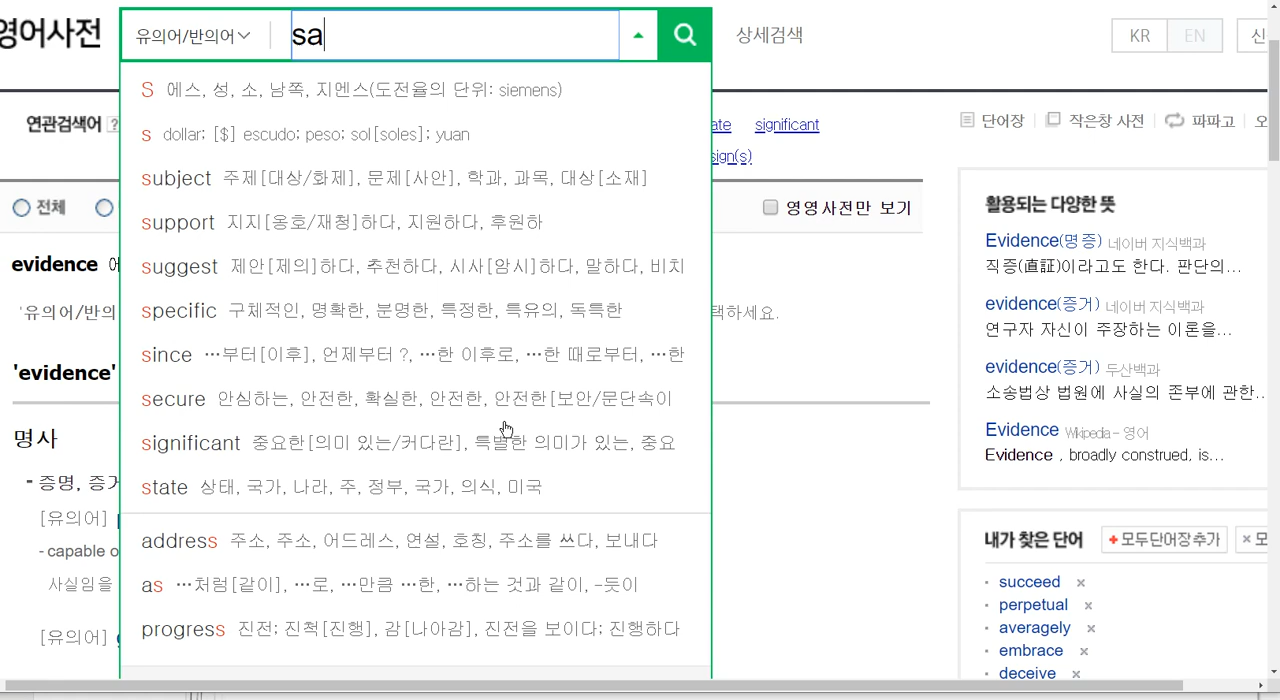 영어사전 유의어/반의어 sa 상세검색 KR EN 신
S 에스, 성, 소, 남쪽, 지멘스(도전율의 단위: siemens)
s dollar; [$] escudo; peso; sol[soles]; yuan
subject 주제[대상/화제], 문제[사안], 학과, 과목, 대상[소재]
support 지지[옹호/재청]하다, 지원하다, 후원하
suggest 제안[제의]하다, 추천하다, 시사[암시]하다, 말하다, 비치
specific 구체적인, 명확한, 분명한, 특정한, 특유의, 독특한
since …부터[이후], 언제부터 ?, …한 이후로, …한 때로부터, …한
secure 안심하는, 안전한, 확실한, 안전한, 안전한[보안/문단속이
significant 중요한[의미 있는/커다란], 특별한 의미가 있는, 중요
state 상태, 국가, 나라, 주, 정부, 국가, 의식, 미국
address 주소, 주소, 어드레스, 연설, 호칭, 주소를 쓰다, 보내다
as …처럼[같이], …로, …만큼 …한, …하는 것과 같이, -듯이
progress 진전; 진척[진행], 감[나아감], 진전을 보이다; 진행하다
연관검색어 ? ate significant
sign(s)
전체 영영사전만 보기
evidence 에
'유의어/반의 택하세요.
'evidence'
명사
- 증명, 증거
[유의어]
- capable o
사실임을
[유의어]
단어장 작은창 사전 파파고 오
활용되는 다양한 뜻
Evidence(명증) 네이버 지식백과
직증(直証)이라고도 한다. 판단의...
evidence(증거) 네이버 지식백과
연구자 자신이 주장하는 이론을...
evidence(증거) 두산백과
소송법상 법원에 사실의 존부에 관한...
Evidence Wikipedia - 영어
Evidence , broadly construed, is...
내가 찾은 단어 + 모두단어장추가 × 모
· succeed ×
· perpetual ×
· averagely ×
· embrace ×
· deceive ×